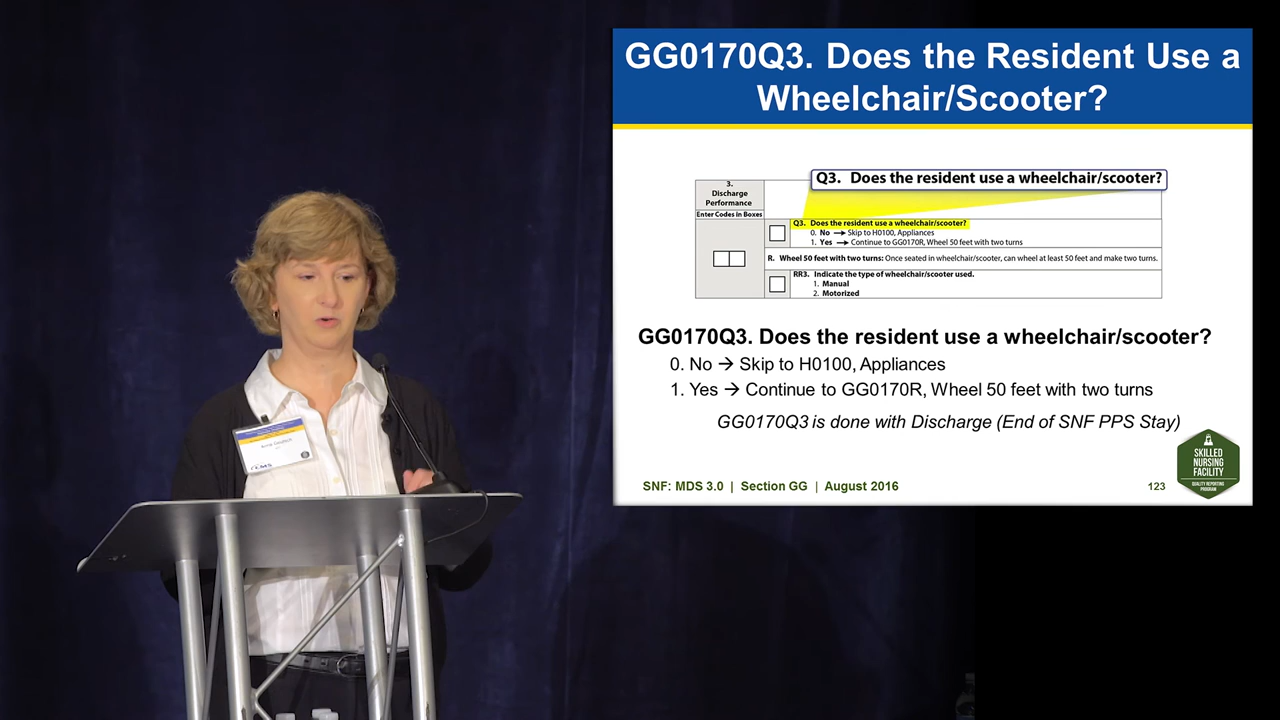 GG0170Q3. Does the Resident Use a
Wheelchair/Scooter?
Q3. Does the resident use a wheelchair/scooter?
3.
Discharge
Performance
Enter Codes in Boxes
Q3. Does the resident use a wheelchair/scooter?
0. No → Skip to H0100, Appliances
1. Yes → Continue to GG0170R, Wheel 50 feet with two turns
R. Wheel 50 feet with two turns: Once seated in wheelchair/scooter, can wheel at least 50 feet and make two turns.
RR3. Indicate the type of wheelchair/scooter used.
1. Manual
2. Motorized
GG0170Q3. Does the resident use a wheelchair/scooter?
0. No → Skip to H0100, Appliances
1. Yes → Continue to GG0170R, Wheel 50 feet with two turns
GG0170Q3 is done with Discharge (End of SNF PPS Stay)
SNF: MDS 3.0 | Section GG | August 2016
123
SKILLED
NURSING
FACILITY
QUALITY REPORTING
PROGRAM
CMS